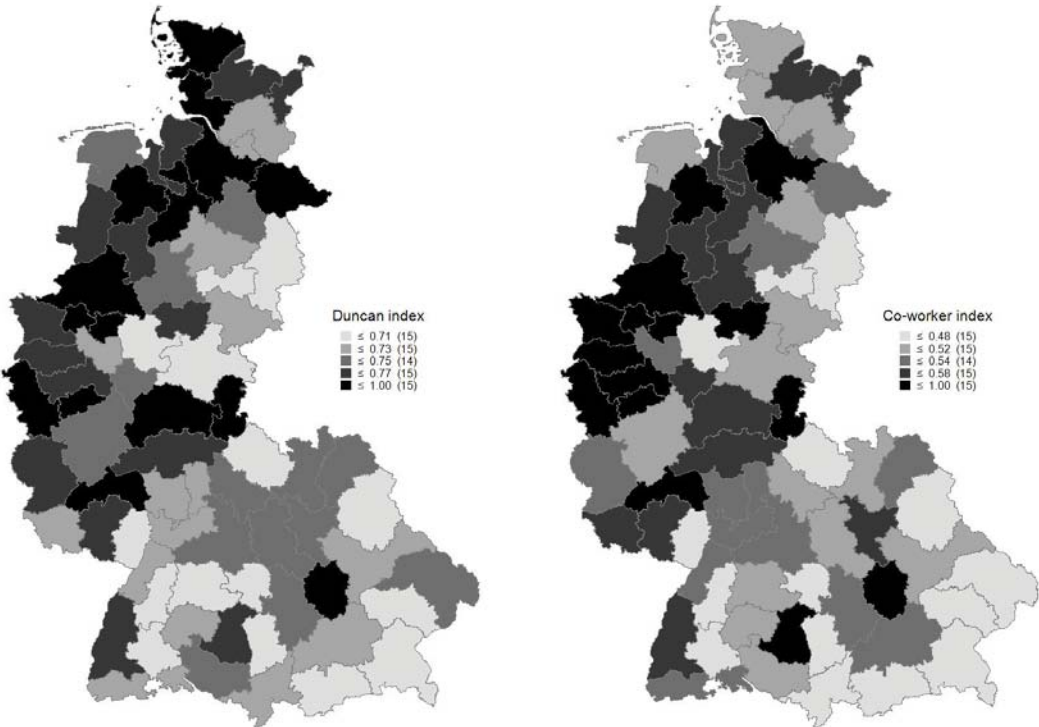 Duncan index
≤ 0.71 (15)
≤ 0.73 (15)
≤ 0.75 (14)
≤ 0.77 (15)
≤ 1.00 (15)
Co-worker index
≤ 0.48 (15)
≤ 0.52 (15)
≤ 0.54 (14)
≤ 0.58 (15)
≤ 1.00 (15)